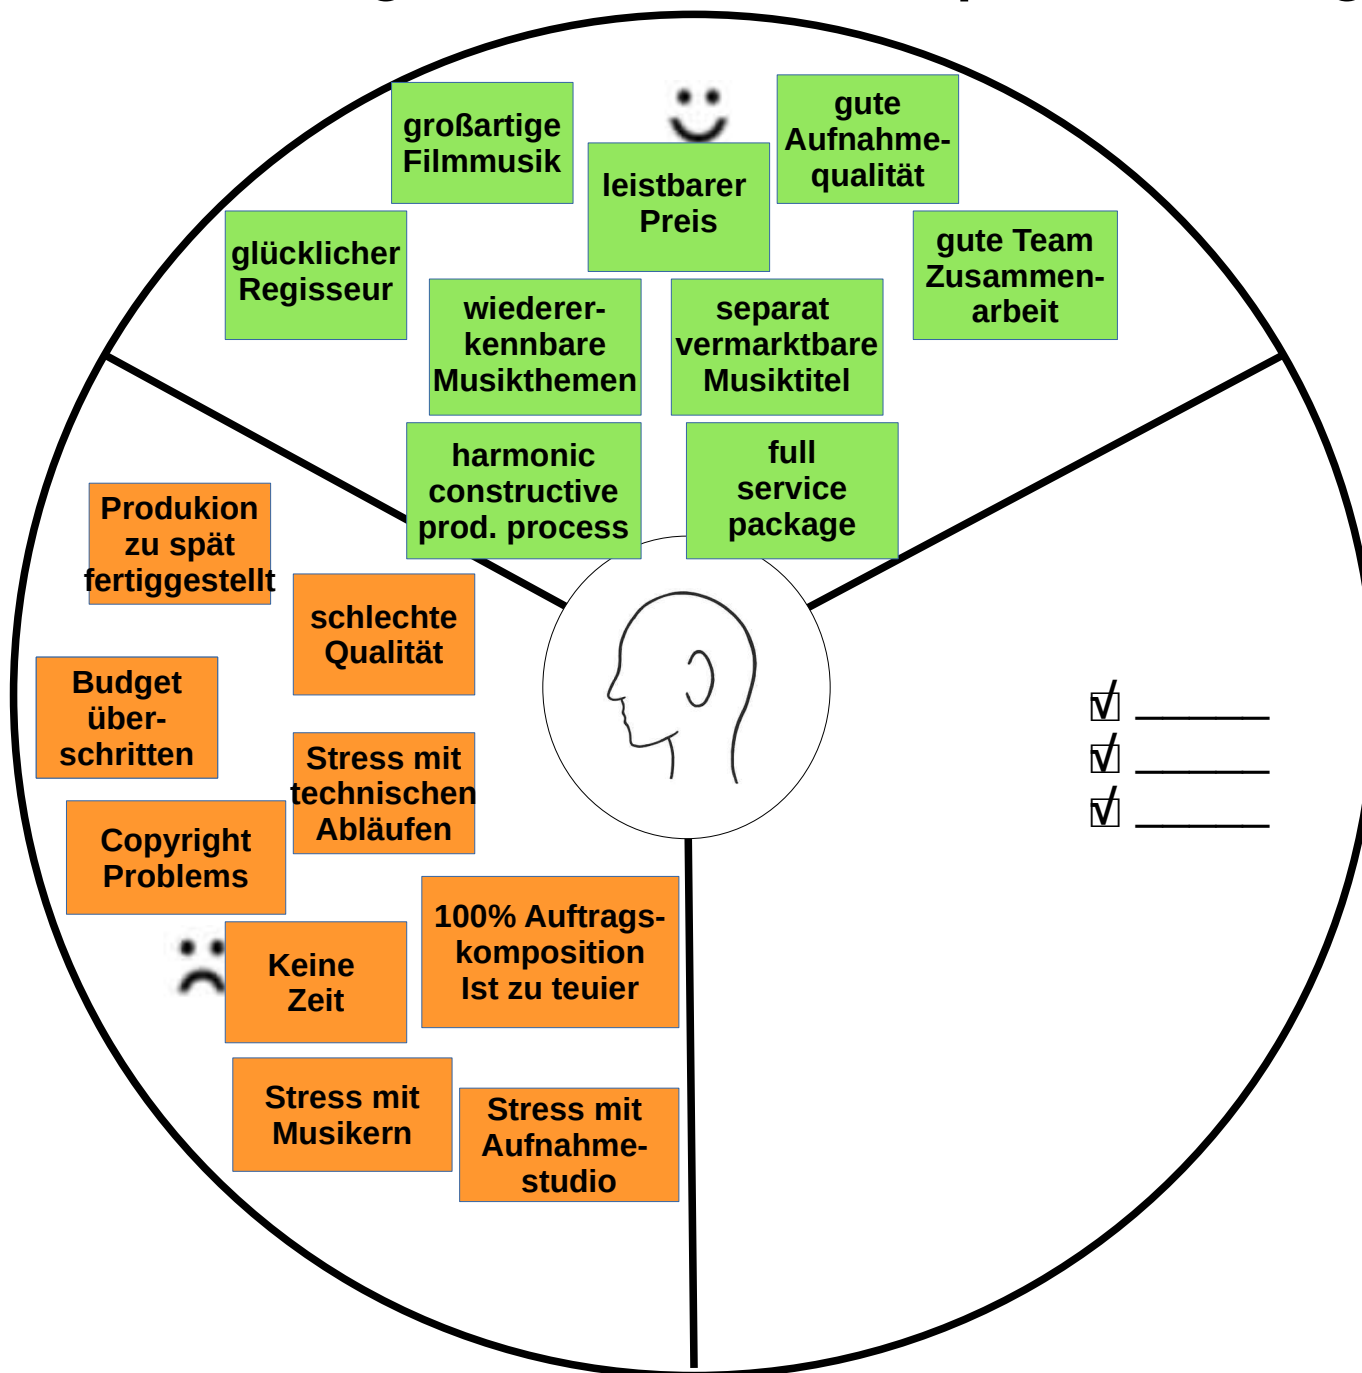 großartige
Filmmusik
leistbarer
Preis
gute
Aufnahme-
qualität
glücklicher
Regisseur
gute Team
Zusammen-
arbeit
wiederer-
kennbare
Musikthemen
separat
vermarktbare
Musiktitel
harmonic
constructive
prod. process
full
service
package
Produkion
zu spät
fertiggestellt
schlechte
Qualität
Budget
über-
schritten
Stress mit
technischen
Abläufen
Copyright
Problems
100% Auftrags-
komposition
Ist zu teuier
Keine
Zeit
Stress mit
Musikern
Stress mit
Aufnahme-
studio